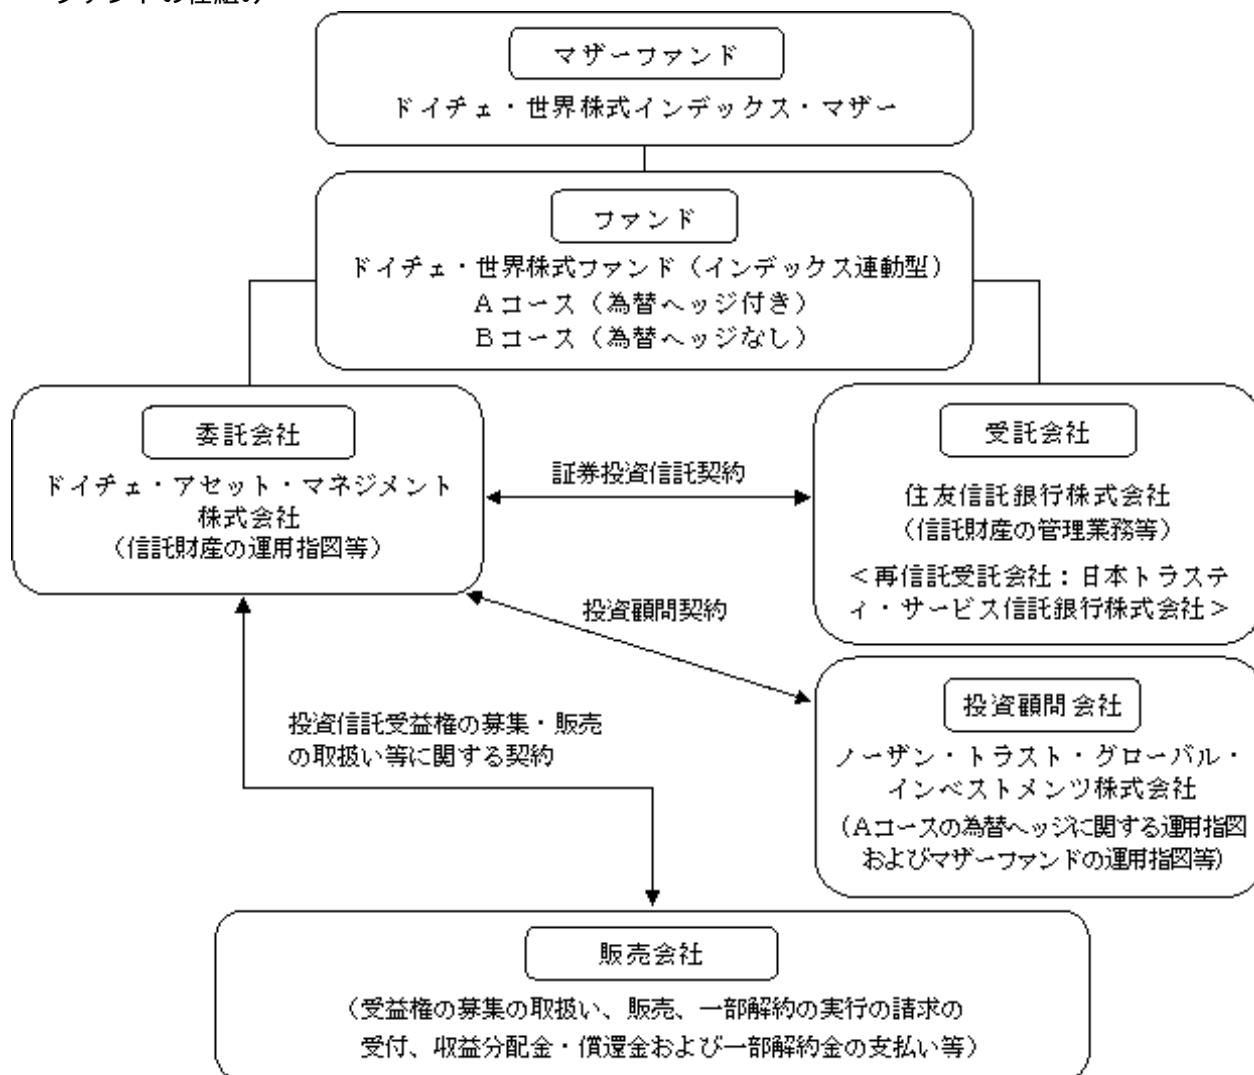 ファンドの仕組み
マザーファンド
ドイチェ・世界株式インデックス・マザー
ファンド
ドイチェ・世界株式ファンド（インデックス連動型）
Ａコース（為替ヘッジ付き）
Ｂコース（為替ヘッジなし）
委託会社
ドイチェ・アセット・マネジメント
株式会社
（信託財産の運用指図等）
証券投資信託契約
受託会社
住友信託銀行株式会社
（信託財産の管理業務等）
＜再信託受託会社：日本トラステ
ィ・サービス信託銀行株式会社＞
投資顧問契約
投資顧問会社
ノーザン・トラスト・グローバル・
インベストメンツ株式会社
（Ａコースの為替ヘッジに関する運用指図
およびマザーファンドの運用指図等）
投資信託受益権の募集・販売
の取扱い等に関する契約
販売会社
（受益権の募集の取扱い、販売、一部解約の実行の請求の
受付、収益分配金・償還金および一部解約金の支払い等）